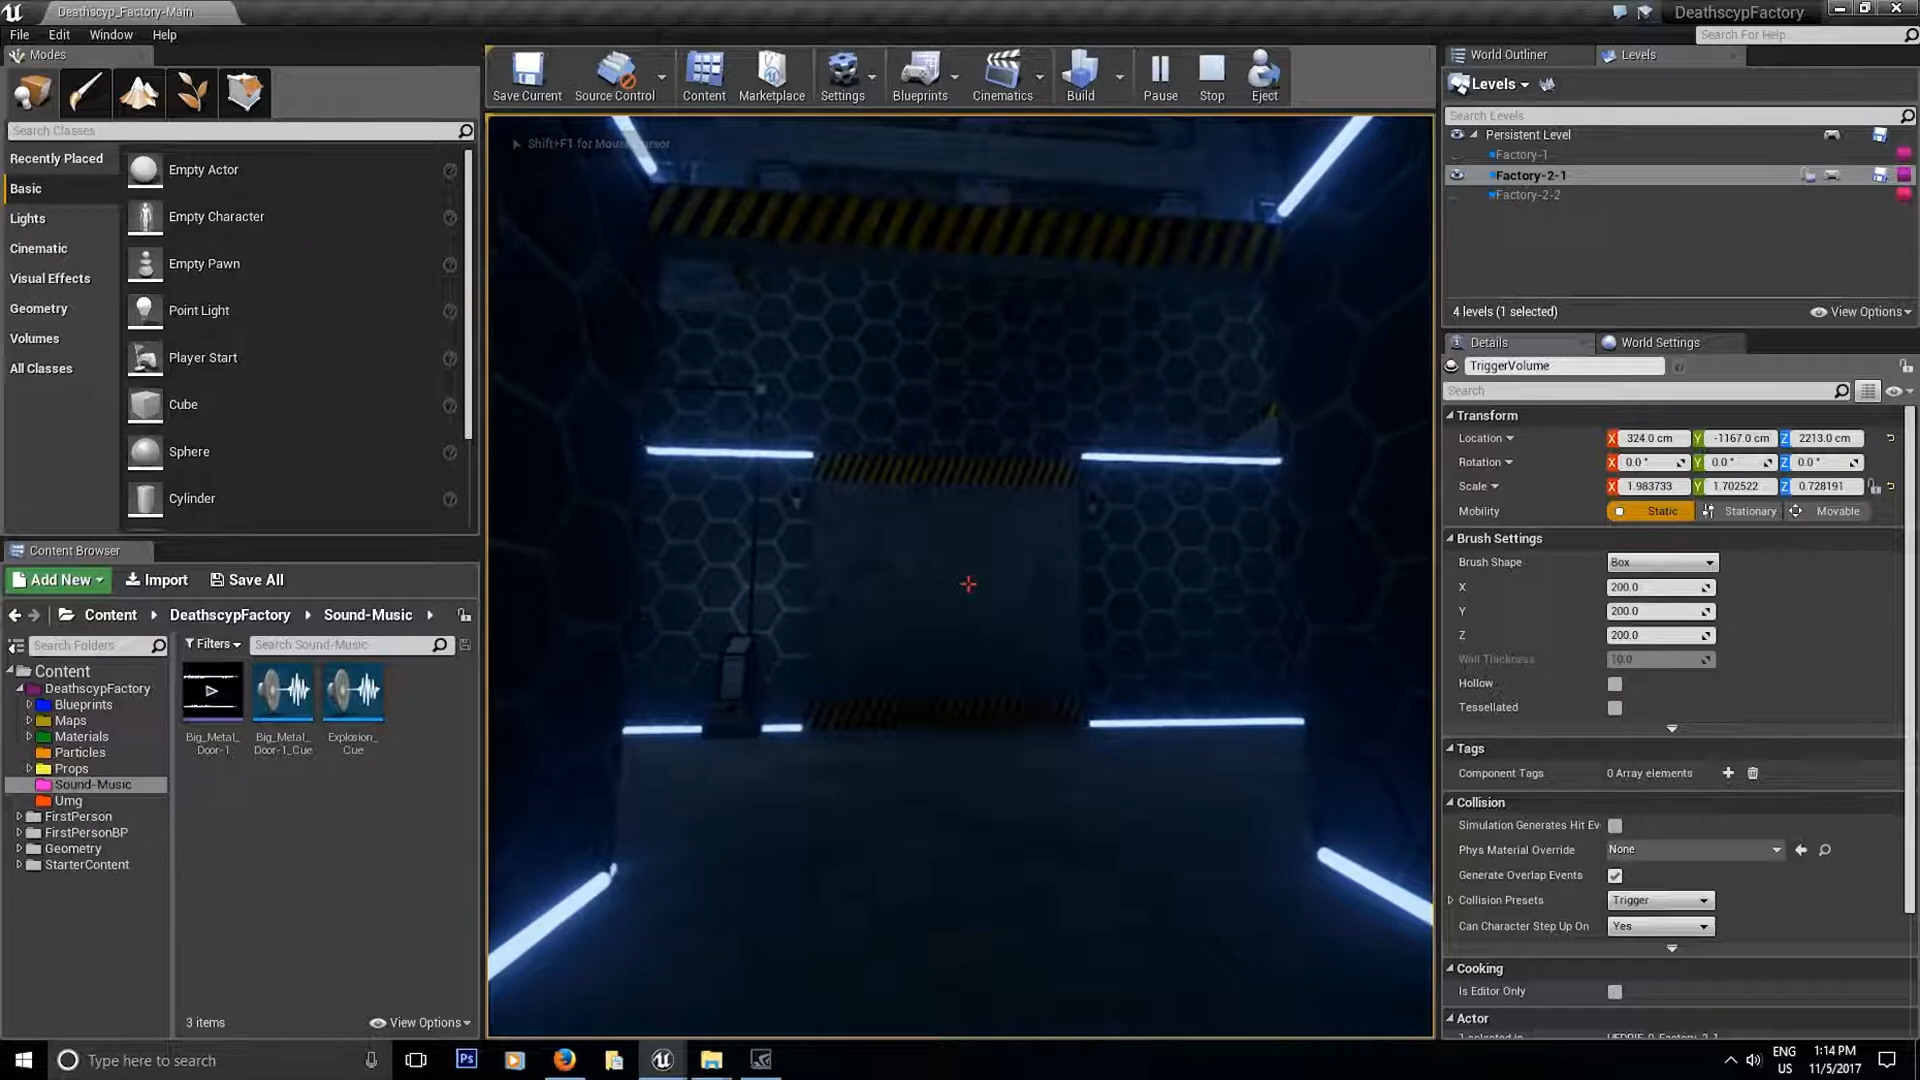 Deathscyp_Factory-Main
DeathscypFactory
File Edit Window Help
Search For Help
Modes
Search Classes
Recently Placed
Basic
Lights
Cinematic
Visual Effects
Geometry
Volumes
All Classes
Empty Actor
Empty Character
Empty Pawn
Point Light
Player Start
Cube
Sphere
Cylinder
Save Current Source Control Content Marketplace Settings Blueprints Cinematics Build Pause Stop Eject
Shift+F1 for Mouse Cursor
World Outliner Levels
Levels
Search Levels
Persistent Level
Factory-1
Factory-2-1
Factory-2-2
4 levels (1 selected)
View Options
Details World Settings
TriggerVolume
Search
Transform
Location X 324.0 cm Y -1167.0 cm Z 2213.0 cm
Rotation X 0.0 ° Y 0.0 ° Z 0.0 °
Scale X 1.983733 Y 1.702522 Z 0.728191
Mobility Static Stationary Movable
Brush Settings
Brush Shape Box
X 200.0
Y 200.0
Z 200.0
Wall Thickness 10.0
Hollow
Tessellated
Tags
Component Tags 0 Array elements
Collision
Simulation Generates Hit Ev
Phys Material Override None
Generate Overlap Events
Collision Presets Trigger
Can Character Step Up On Yes
Cooking
Is Editor Only
Actor
Content Browser
Add New Import Save All
Content DeathscypFactory Sound-Music
Search Folders
Filters Search Sound-Music
Content
DeathscypFactory
Blueprints
Maps
Materials
Particles
Props
Sound-Music
Umg
FirstPerson
FirstPersonBP
Geometry
StarterContent
Big_Metal_
Door-1
Big_Metal_
Door-1_Cue
Explosion_
Cue
3 items
View Options
Type here to search
Ps
ENG
US
1:14 PM
11/5/2017